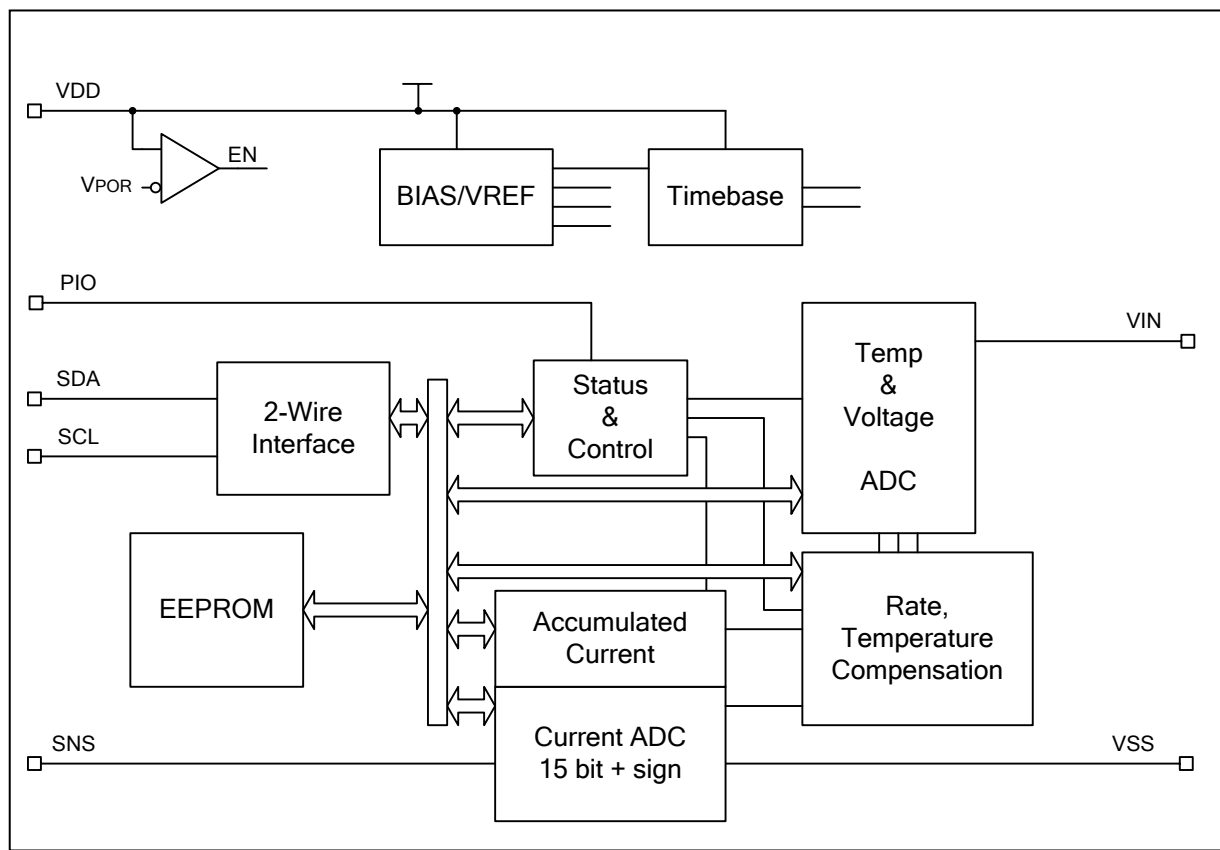 VDD
EN
VPOR
BIAS/VREF
Timebase
PIO
VIN
Temp
&
Voltage
ADC
SDA
SCL
2-Wire
Interface
Status
&
Control
EEPROM
Accumulated
Current
Rate,
Temperature
Compensation
SNS
Current ADC
15 bit + sign
VSS